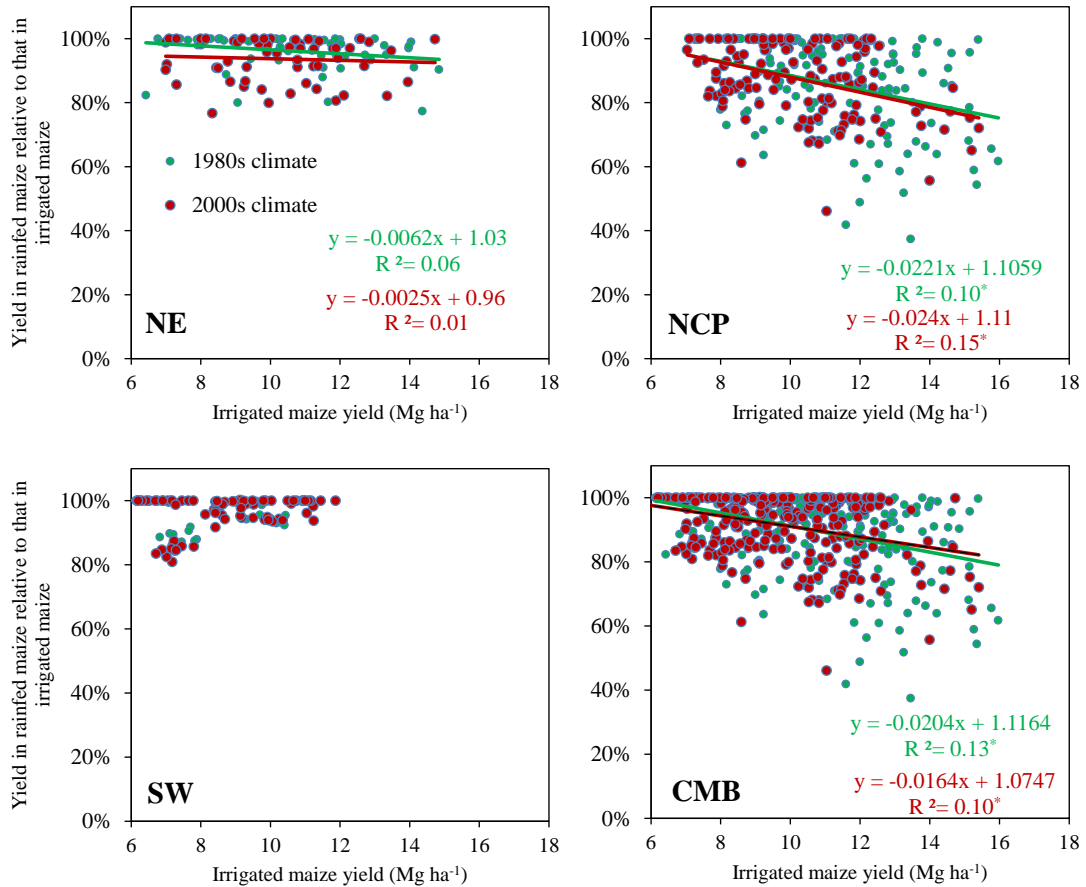 Yield in rainfed maize relative to that in
irrigated maize
100%
80%
60%
40%
20%
0%
1980s climate
2000s climate
y = -0.0062x + 1.03
R ²= 0.06
y = -0.0025x + 0.96
R ²= 0.01
NE
6 8 10 12 14 16 18
Irrigated maize yield (Mg ha⁻¹)
100%
80%
60%
40%
20%
0%
y = -0.0221x + 1.1059
R ²= 0.10*
y = -0.024x + 1.11
R ²= 0.15*
NCP
6 8 10 12 14 16 18
Irrigated maize yield (Mg ha⁻¹)
Yield in rainfed maize relative to that in
irrigated maize
100%
80%
60%
40%
20%
0%
SW
6 8 10 12 14 16 18
Irrigated maize yield (Mg ha⁻¹)
100%
80%
60%
40%
20%
0%
y = -0.0204x + 1.1164
R ²= 0.13*
y = -0.0164x + 1.0747
R ²= 0.10*
CMB
6 8 10 12 14 16 18
Irrigated maize yield (Mg ha⁻¹)